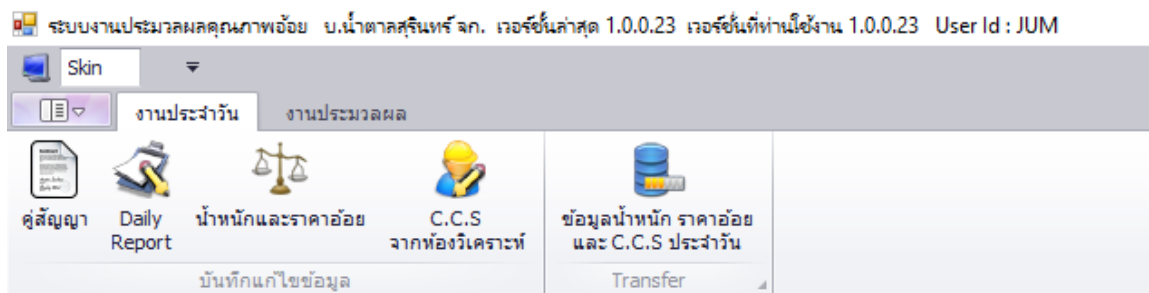 ระบบงานประมวลผลคุณภาพอ้อย บ.น้ำตาลสุรินทร์ จก. เวอร์ชั่นล่าสุด 1.0.0.23 เวอร์ชั่นที่ท่านใช้งาน 1.0.0.23 User Id : JUM
Skin
งานประจำวัน งานประมวลผล
คู่สัญญา Daily Report น้ำหนักและราคาอ้อย C.C.S จากห้องวิเคราะห์ ข้อมูลน้ำหนัก ราคาอ้อย และ C.C.S ประจำวัน
บันทึกแก้ไขข้อมูล Transfer